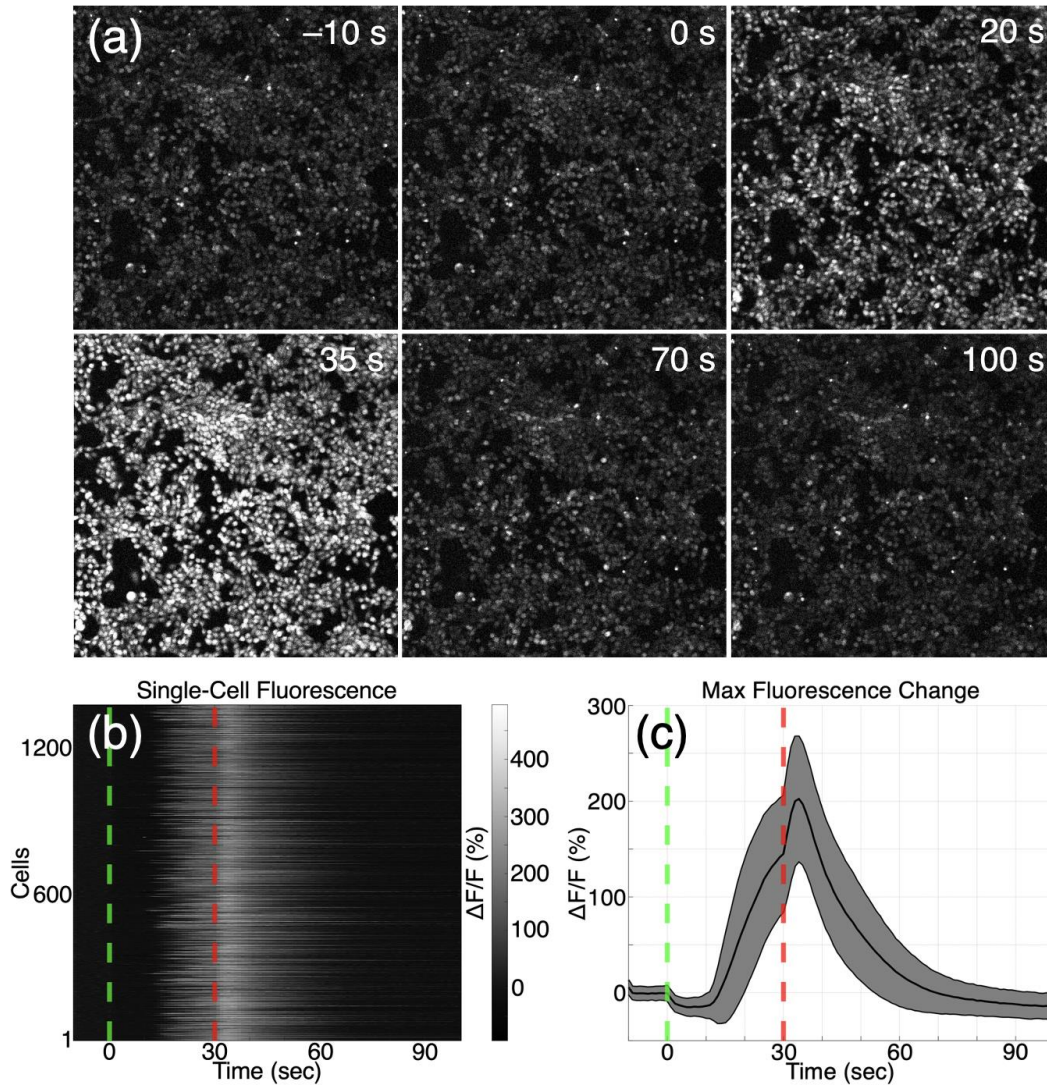 (a)
–10 s
0 s
20 s
35 s
70 s
100 s
Single-Cell Fluorescence
(b)
Cells
1200
600
1
0
30
60
90
Time (sec)
400
300
200
100
0
ΔF/F (%)
Max Fluorescence Change
(c)
ΔF/F (%)
300
200
100
0
0
30
60
90
Time (sec)